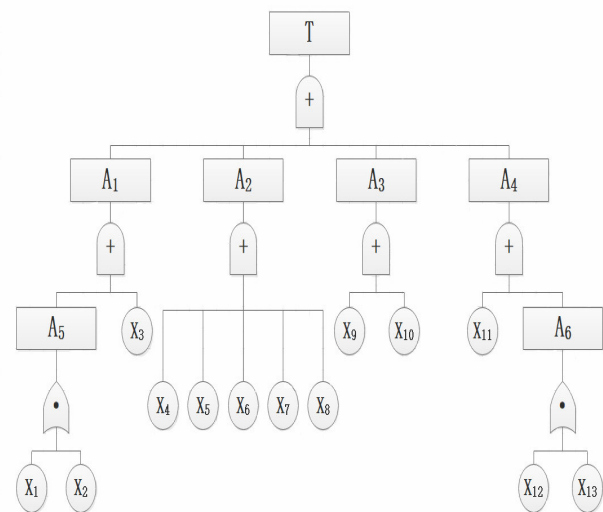 T
+
A₁ A₂ A₃ A₄
+ + + +
A₅ X₃ X₉ X₁₀ X₁₁ A₆
X₄ X₅ X₆ X₇ X₈
• •
X₁ X₂ X₁₂ X₁₃